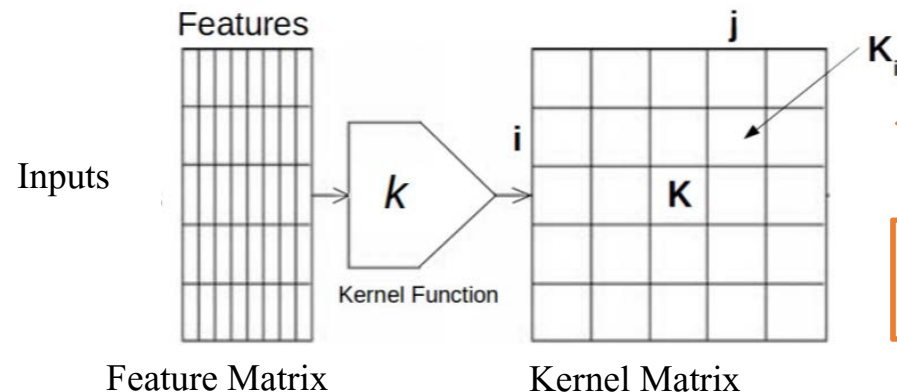 Features
j
K
i
Inputs
k
K
Kernel Function
Feature Matrix
Kernel Matrix